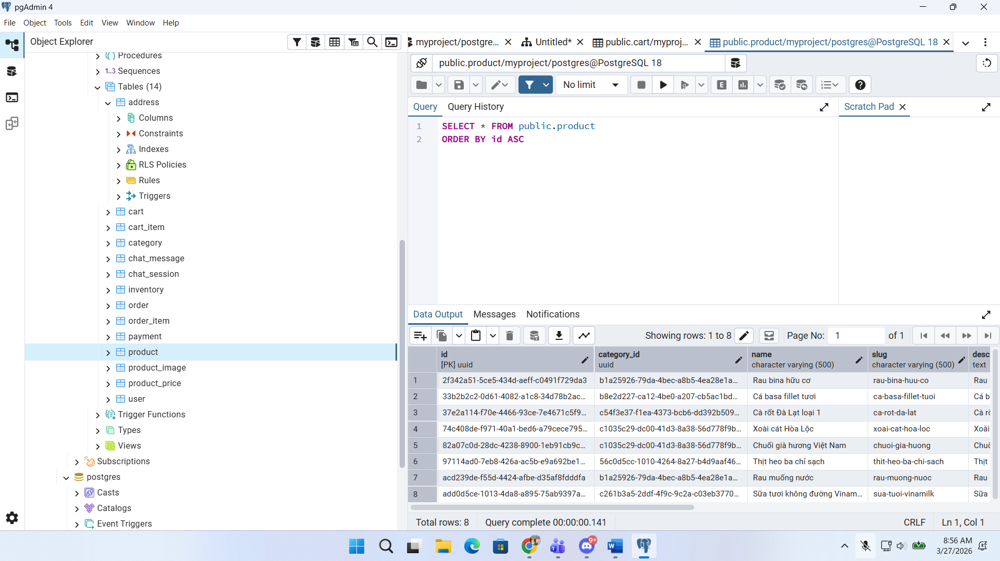 pgAdmin 4
File Object Tools Edit View Window Help
Object Explorer
Procedures
1..3 Sequences
Tables (14)
address
Columns
Constraints
Indexes
RLS Policies
Rules
Triggers
cart
cart_item
category
chat_message
chat_session
inventory
order
order_item
payment
product
product_image
product_price
user
Trigger Functions
Types
Views
Subscriptions
postgres
Casts
Catalogs
Event Triggers
myproject/postgre... Untitled* public.cart/myproj... public.product/myproject/postgres@PostgreSQL 18
public.product/myproject/postgres@PostgreSQL 18
No limit E
Query Query History Scratch Pad
1 SELECT * FROM public.product
2 ORDER BY id ASC
Data Output Messages Notifications
Showing rows: 1 to 8 Page No: 1 of 1
id category_id name slug desc
[PK] uuid uuid character varying (500) character varying (500) text
1 2f342a51-5ce5-434d-aeff-c0491f729da3 b1a25926-79da-4bec-a8b5-4ea28e1a... Rau bina hữu cơ rau-bina-huu-co Rau
2 33b2b2c2-0d61-4082-a1c8-34d78b2ac... b8e2d227-ca12-4be0-a207-cb5ac1bd... Cá basa fillet tươi ca-basa-fillet-tuoi Cá b
3 37e2a114-f70e-4466-93ce-7e4671c5f9... c54f3e37-f1ea-4373-bcb6-dd392b509... Cà rốt Đà Lạt loại 1 ca-rot-da-lat Cà rố
4 74c408de-f971-40a1-bed6-a79cece795... c1035c29-dc00-41d3-8a38-56d778f9b... Xoài cát Hòa Lộc xoai-cat-hoa-loc Xoài
5 82a07c0d-28dc-4238-8900-1eb91cb9c... c1035c29-dc00-41d3-8a38-56d778f9b... Chuối già hương Việt Nam chuoi-gia-huong Chuố
6 97114ad0-7eb8-426a-ac5b-e9a692be1... 56c0d5cc-1010-4264-8a27-b4d9aaf46... Thịt heo ba chỉ sạch thit-heo-ba-chi-sach Thịt
7 acd239de-f55d-4424-afbe-d35af8fdddfa b1a25926-79da-4bec-a8b5-4ea28e1a... Rau muống nước rau-muong-nuoc Rau
8 add0d5ce-1013-4da8-a895-75ab9397a... c261b3a5-2ddf-4f9c-9c2a-c03eb3770... Sữa tươi không đường Vinam... sua-tuoi-vinamilk Sữa
Total rows: 8 Query complete 00:00:00.141 CRLF Ln 1, Col 1
9+
8:56 AM
3/27/2026